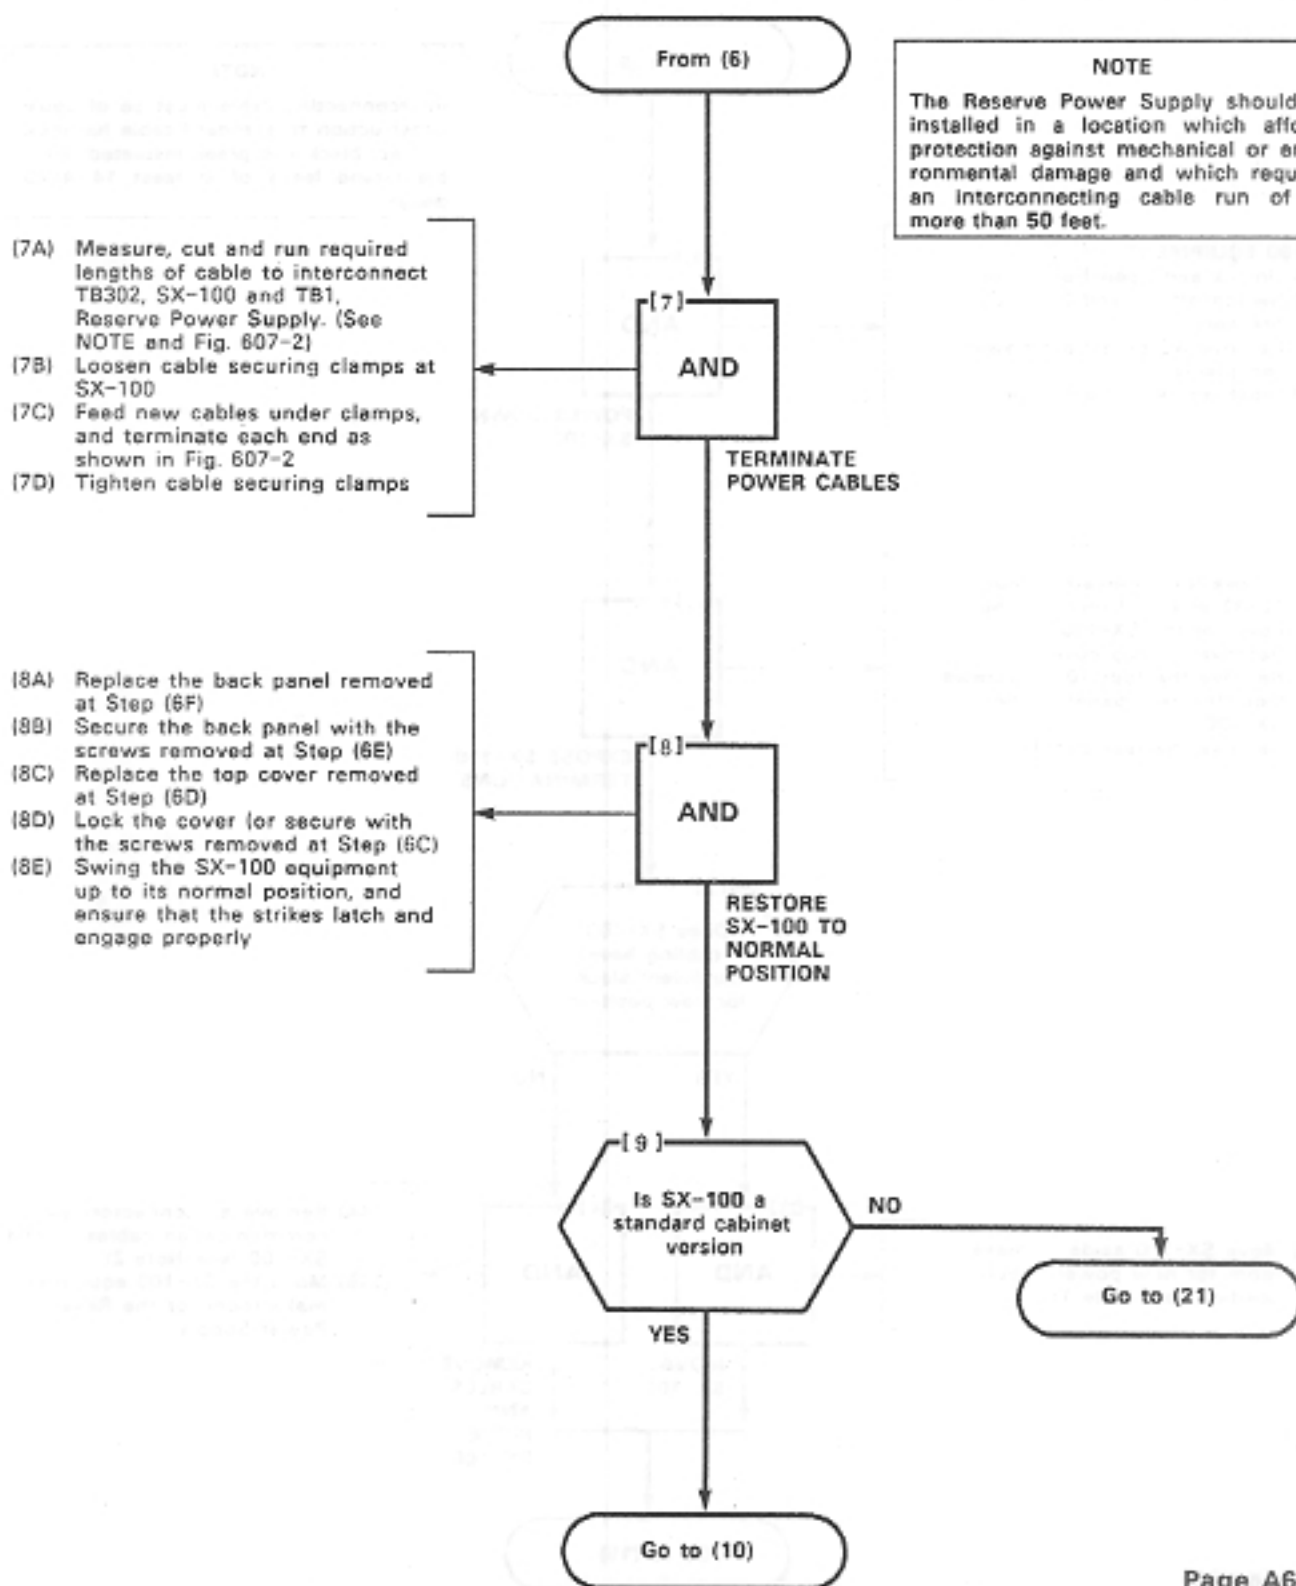 From (6)
NOTE
The Reserve Power Supply should
installed in a location which
protection against mechanical or
ronmental damage and which
an interconnecting cable run of
more than 50 feet.
(7A) Measure, cut and run required
lengths of cable to interconnect
TB302, SX-100 and TB1,
Reserve Power Supply. (See
NOTE and Fig. 607-2)
(7B) Loosen cable securing clamps at
SX-100
(7C) Feed new cables under clamps,
and terminate each end as
shown in Fig. 607-2
(7D) Tighten cable securing clamps
[7]
AND
TERMINATE
POWER CABLES
(8A) Replace the back panel removed
at Step (6F)
(8B) Secure the back panel with the
screws removed at Step (6E)
(8C) Replace the top cover removed
at Step (6D)
(8D) Lock the cover (or secure with
the screws removed at Step (6C)
(8E) Swing the SX-100 equipment
up to its normal position, and
ensure that the strikes latch and
engage properly
[8]
AND
RESTORE
SX-100 TO
NORMAL
POSITION
[9]
Is SX-100 a
standard cabinet
version
NO
Go to (21)
YES
Go to (10)
Page A6